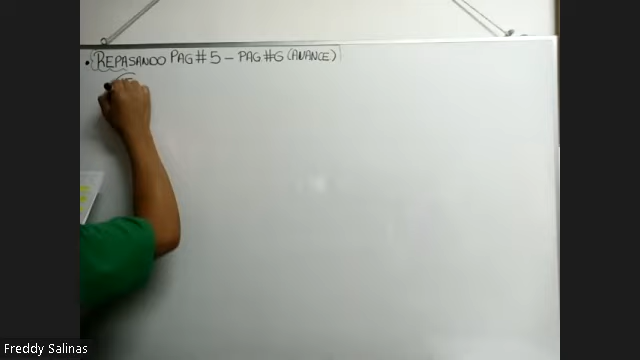 • REPASANDO PAG # 5 – PAG #6 (AVANCE)
Freddy Salinas